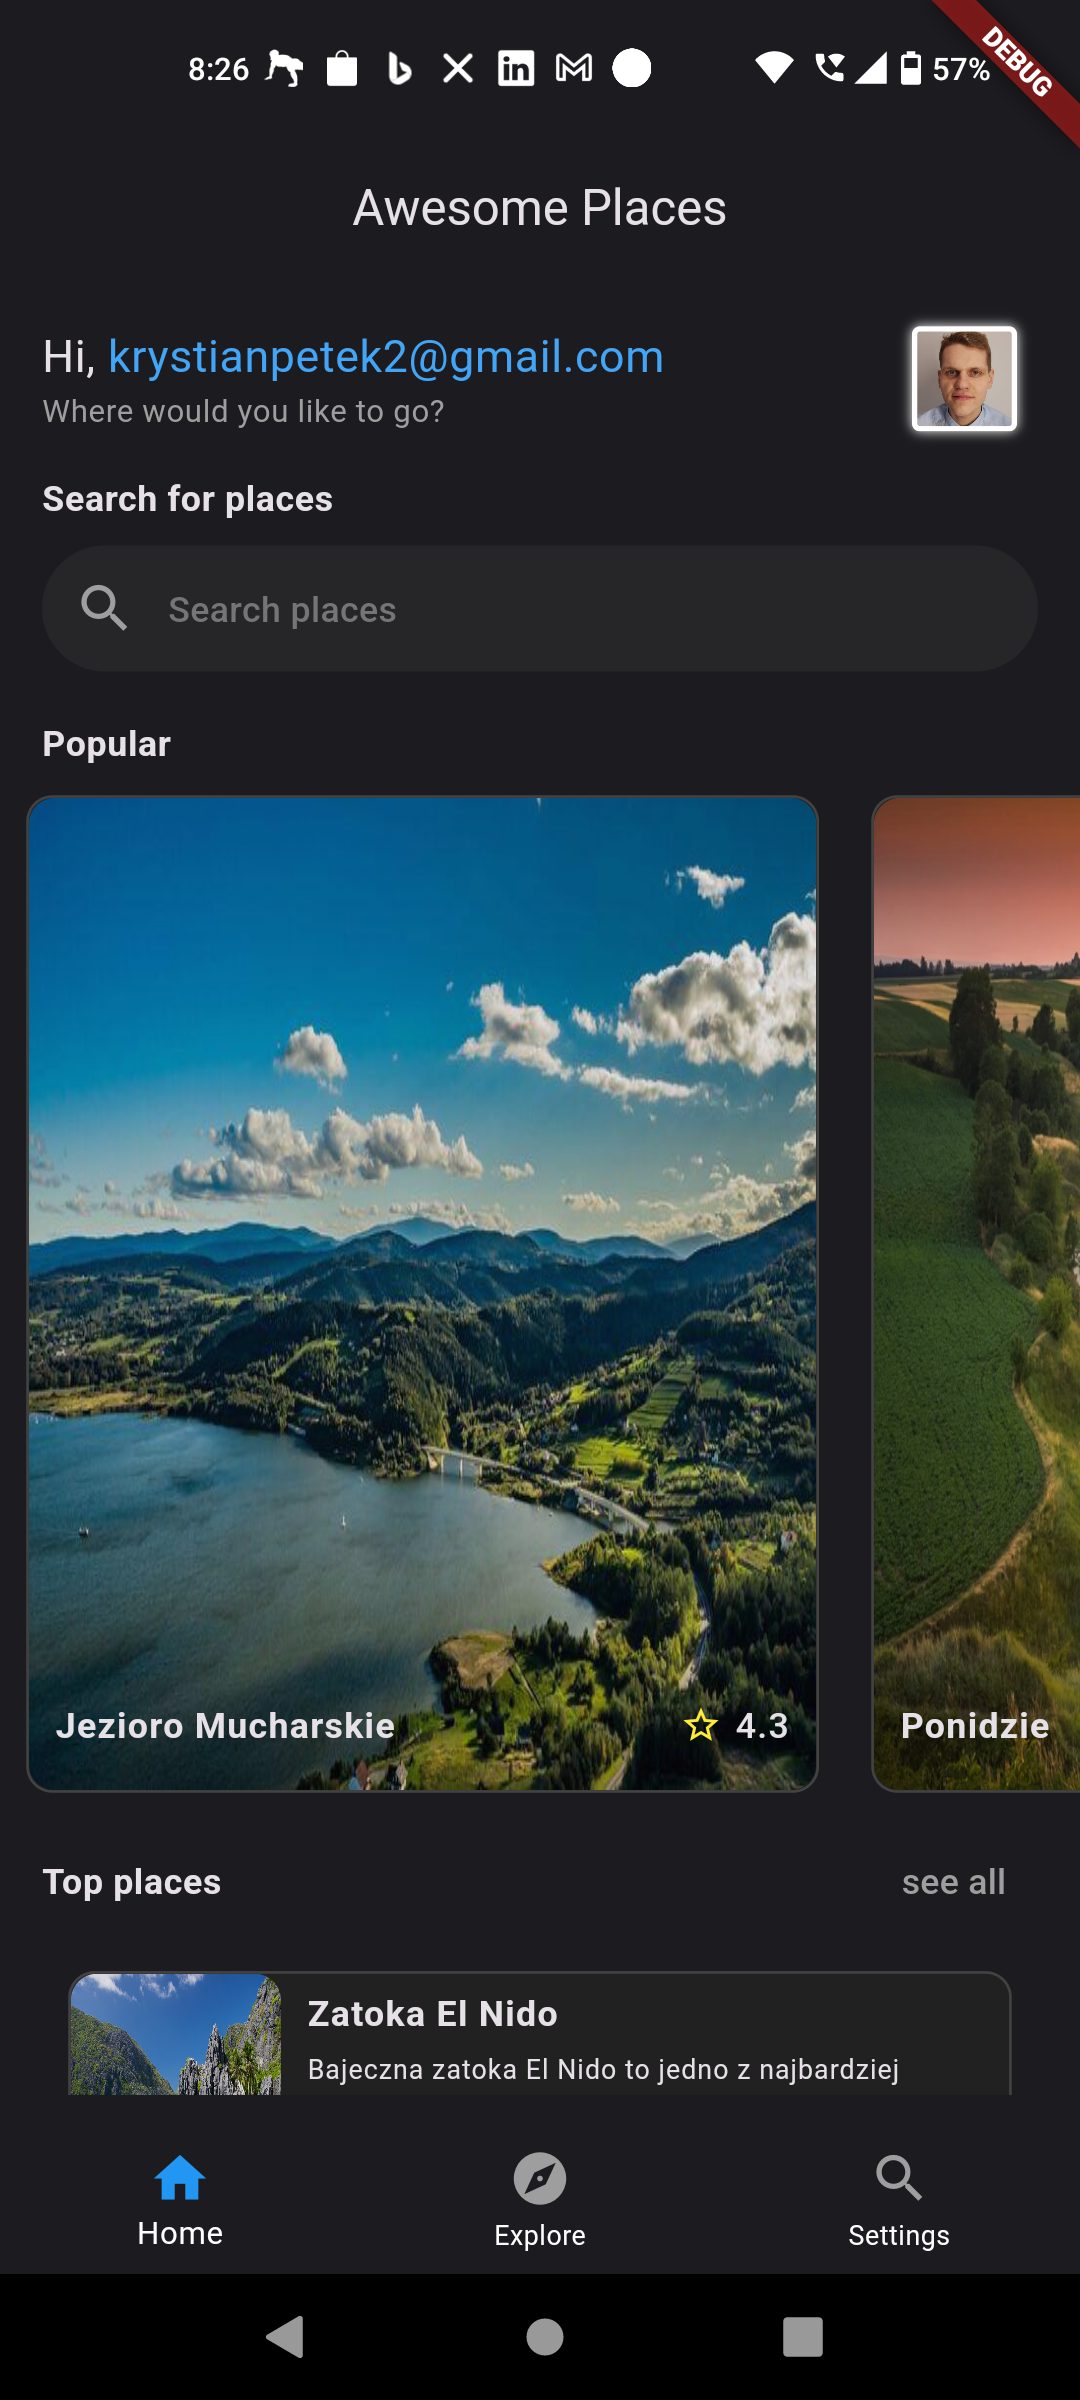 8:26
57%
DEBUG
Awesome Places
Hi, krystianpetek2@gmail.com
Where would you like to go?
Search for places
Search places
Popular
Jezioro Mucharskie 4.3
Ponidzie
Top places see all
Zatoka El Nido
Bajeczna zatoka El Nido to jedno z najbardziej
Home Explore Settings